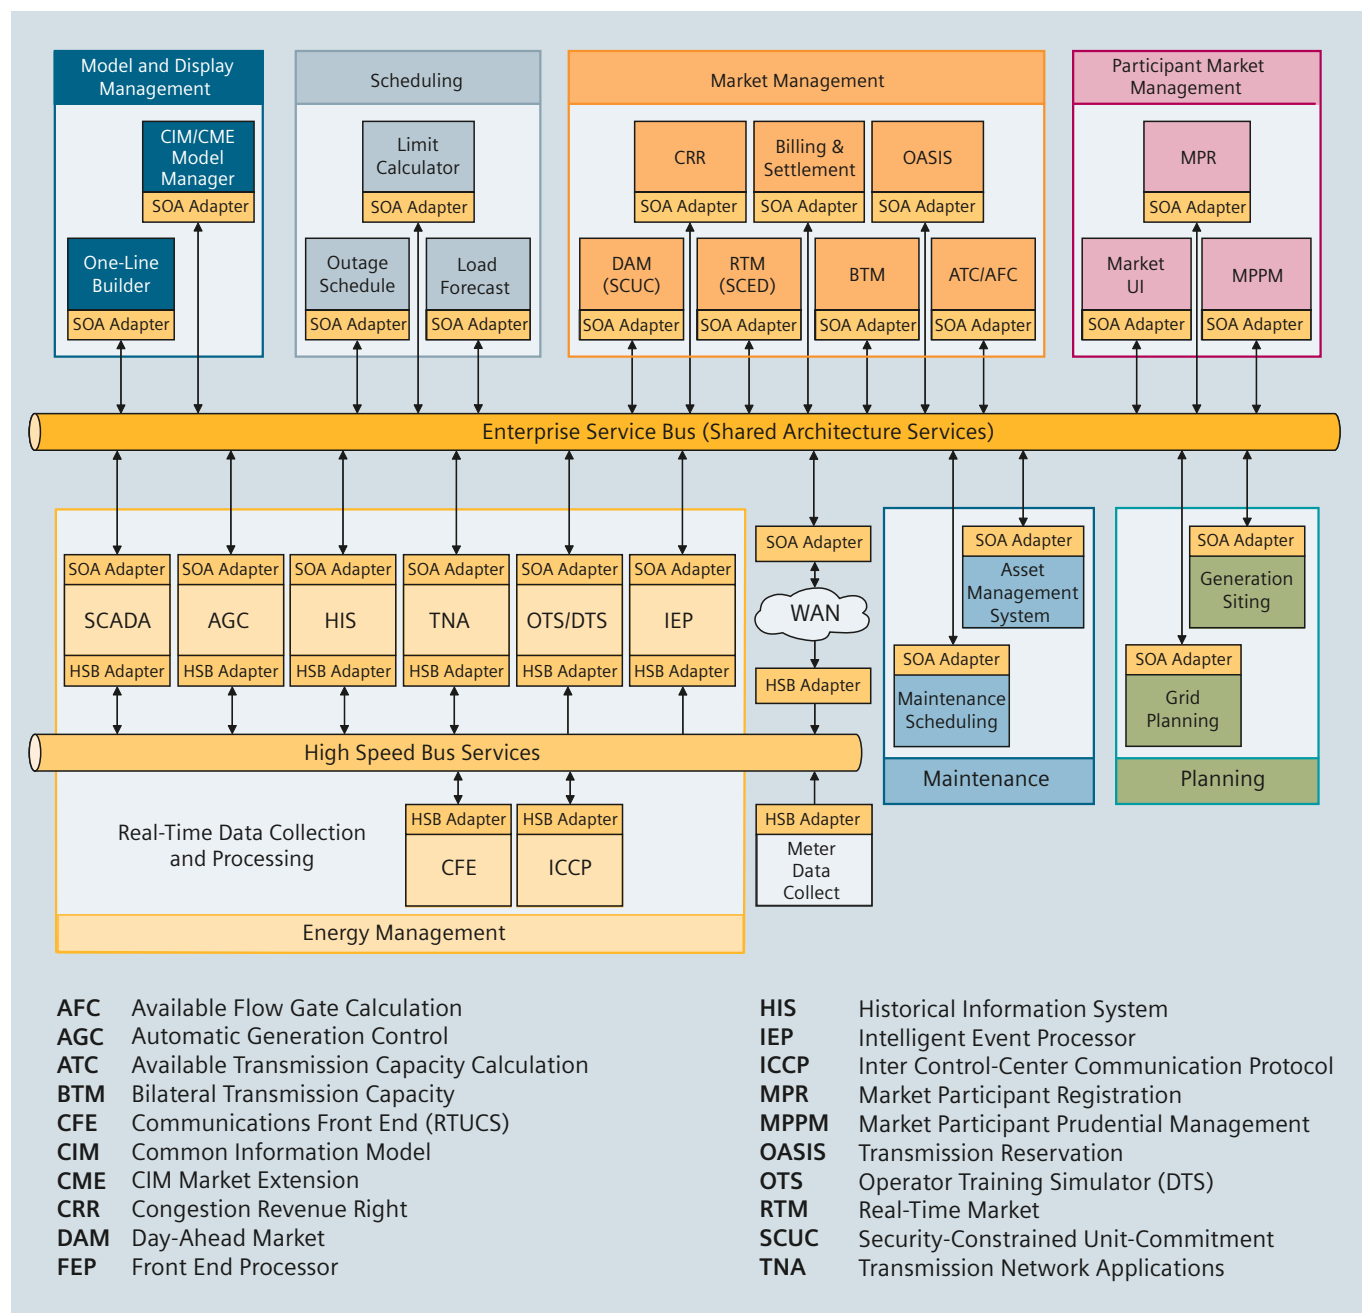 Model and Display
Management
Scheduling
Market Management
Participant Market
Management
CIM/CME
Model
Manager
SOA Adapter
One-Line
Builder
SOA Adapter
Limit
Calculator
SOA Adapter
Outage
Schedule
SOA Adapter
Load
Forecast
SOA Adapter
CRR
SOA Adapter
Billing &
Settlement
SOA Adapter
OASIS
SOA Adapter
DAM
(SCUC)
SOA Adapter
RTM
(SCED)
SOA Adapter
BTM
SOA Adapter
ATC/AFC
SOA Adapter
MPR
SOA Adapter
Market
UI
SOA Adapter
MPPM
SOA Adapter
Enterprise Service Bus (Shared Architecture Services)
SOA Adapter
SCADA
HSB Adapter
SOA Adapter
AGC
HSB Adapter
SOA Adapter
HIS
HSB Adapter
SOA Adapter
TNA
HSB Adapter
SOA Adapter
OTS/DTS
HSB Adapter
SOA Adapter
IEP
HSB Adapter
SOA Adapter
WAN
HSB Adapter
SOA Adapter
Asset
Management
System
SOA Adapter
Maintenance
Scheduling
Maintenance
SOA Adapter
Generation
Siting
SOA Adapter
Grid
Planning
Planning
High Speed Bus Services
Real-Time Data Collection
and Processing
HSB Adapter
CFE
HSB Adapter
ICCP
HSB Adapter
Meter
Data
Collect
Energy Management
AFC Available Flow Gate Calculation
AGC Automatic Generation Control
ATC Available Transmission Capacity Calculation
BTM Bilateral Transmission Capacity
CFE Communications Front End (RTUCS)
CIM Common Information Model
CME CIM Market Extension
CRR Congestion Revenue Right
DAM Day-Ahead Market
FEP Front End Processor
HIS Historical Information System
IEP Intelligent Event Processor
ICCP Inter Control-Center Communication Protocol
MPR Market Participant Registration
MPPM Market Participant Prudential Management
OASIS Transmission Reservation
OTS Operator Training Simulator (DTS)
RTM Real-Time Market
SCUC Security-Constrained Unit-Commitment
TNA Transmission Network Applications